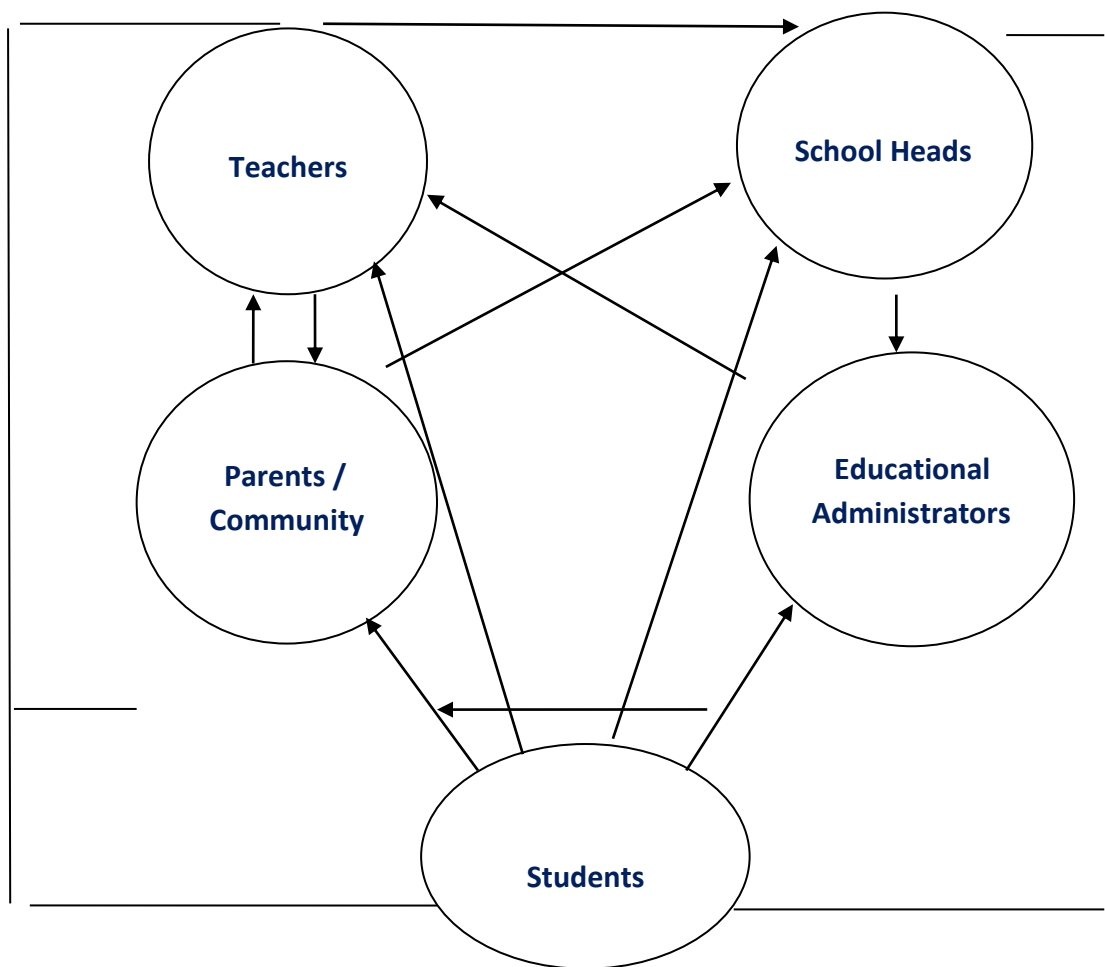 Teachers
School Heads
Parents /
Community
Educational
Administrators
Students